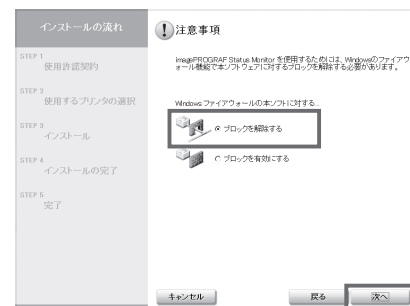 インストールの流れ
STEP 1
使用許諾契約
STEP 2
使用するプリンタの選択
STEP 3
インストール
STEP 4
インストールの完了
STEP 5
完了
注意事項
imagePROGRAF Status Monitor を使用するためには、Windowsのファイアウ
ォール機能で本ソフトウェアに対するブロックを解除する必要があります。
Windows ファイアウォールの本ソフトに対する...
ブロックを解除する
ブロックを有効にする
キャンセル
戻る
次へ